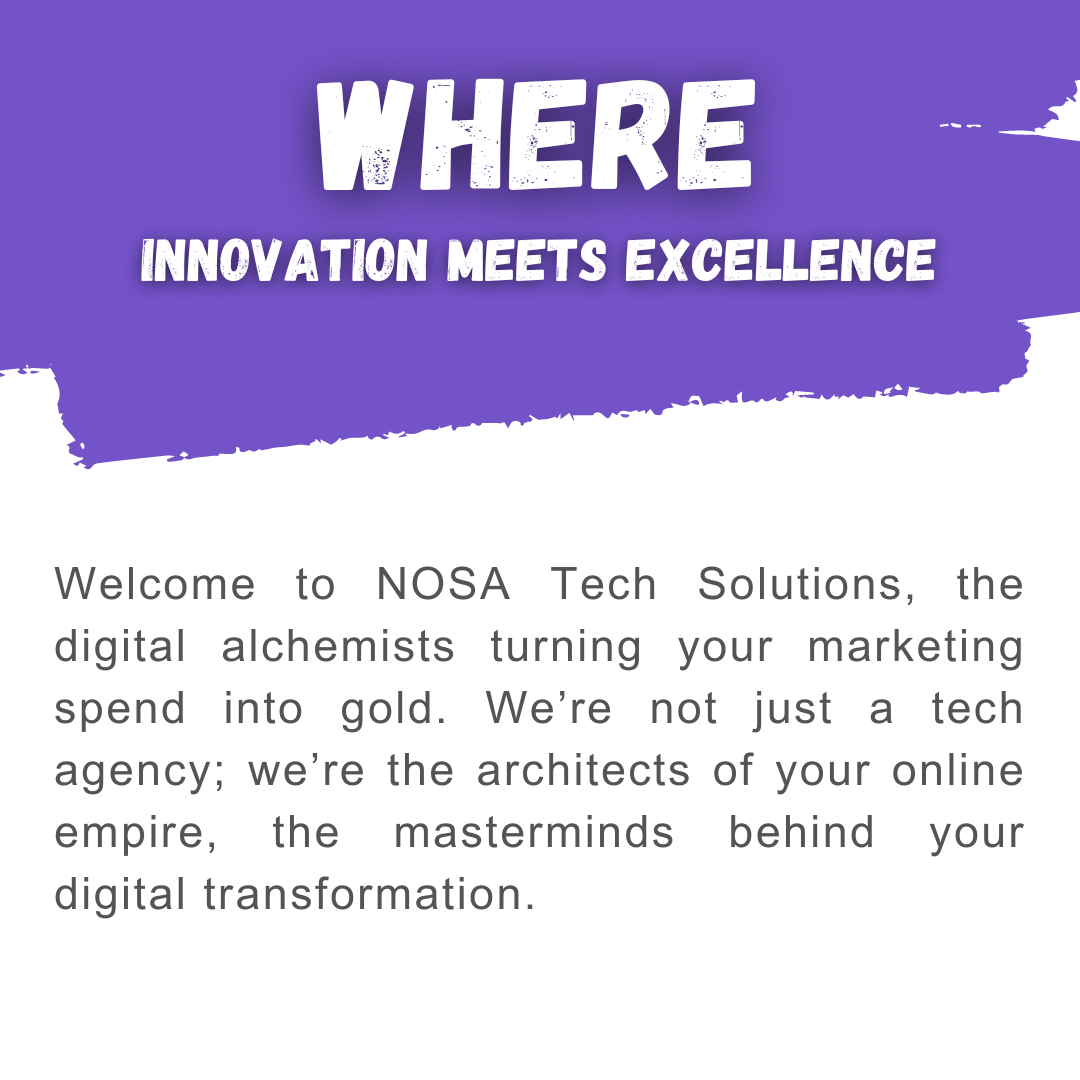 WHERE
INNOVATION MEETS EXCELLENCE
Welcome to NOSA Tech Solutions, the
digital alchemists turning your marketing
spend into gold. We’re not just a tech
agency; we’re the architects of your online
empire, the masterminds behind your
digital transformation.